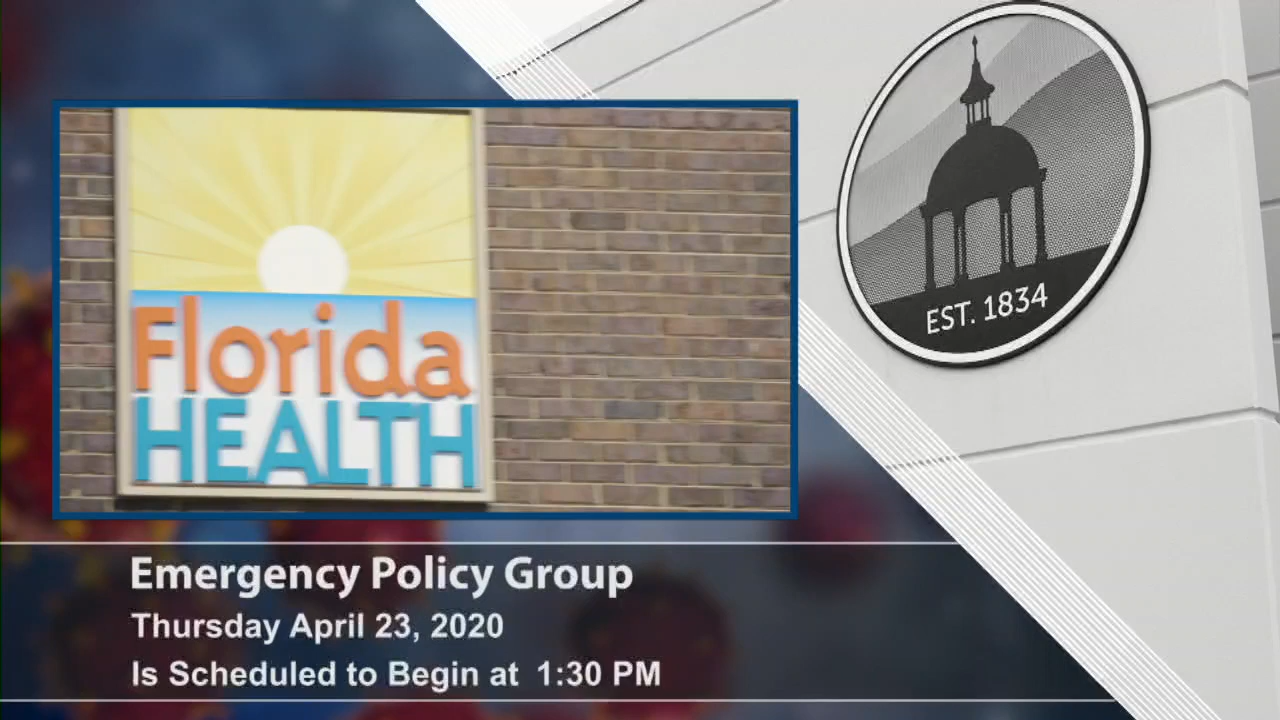 EST. 1834
Florida
HEALTH
Emergency Policy Group
Thursday April 23, 2020
Is Scheduled to Begin at 1:30 PM